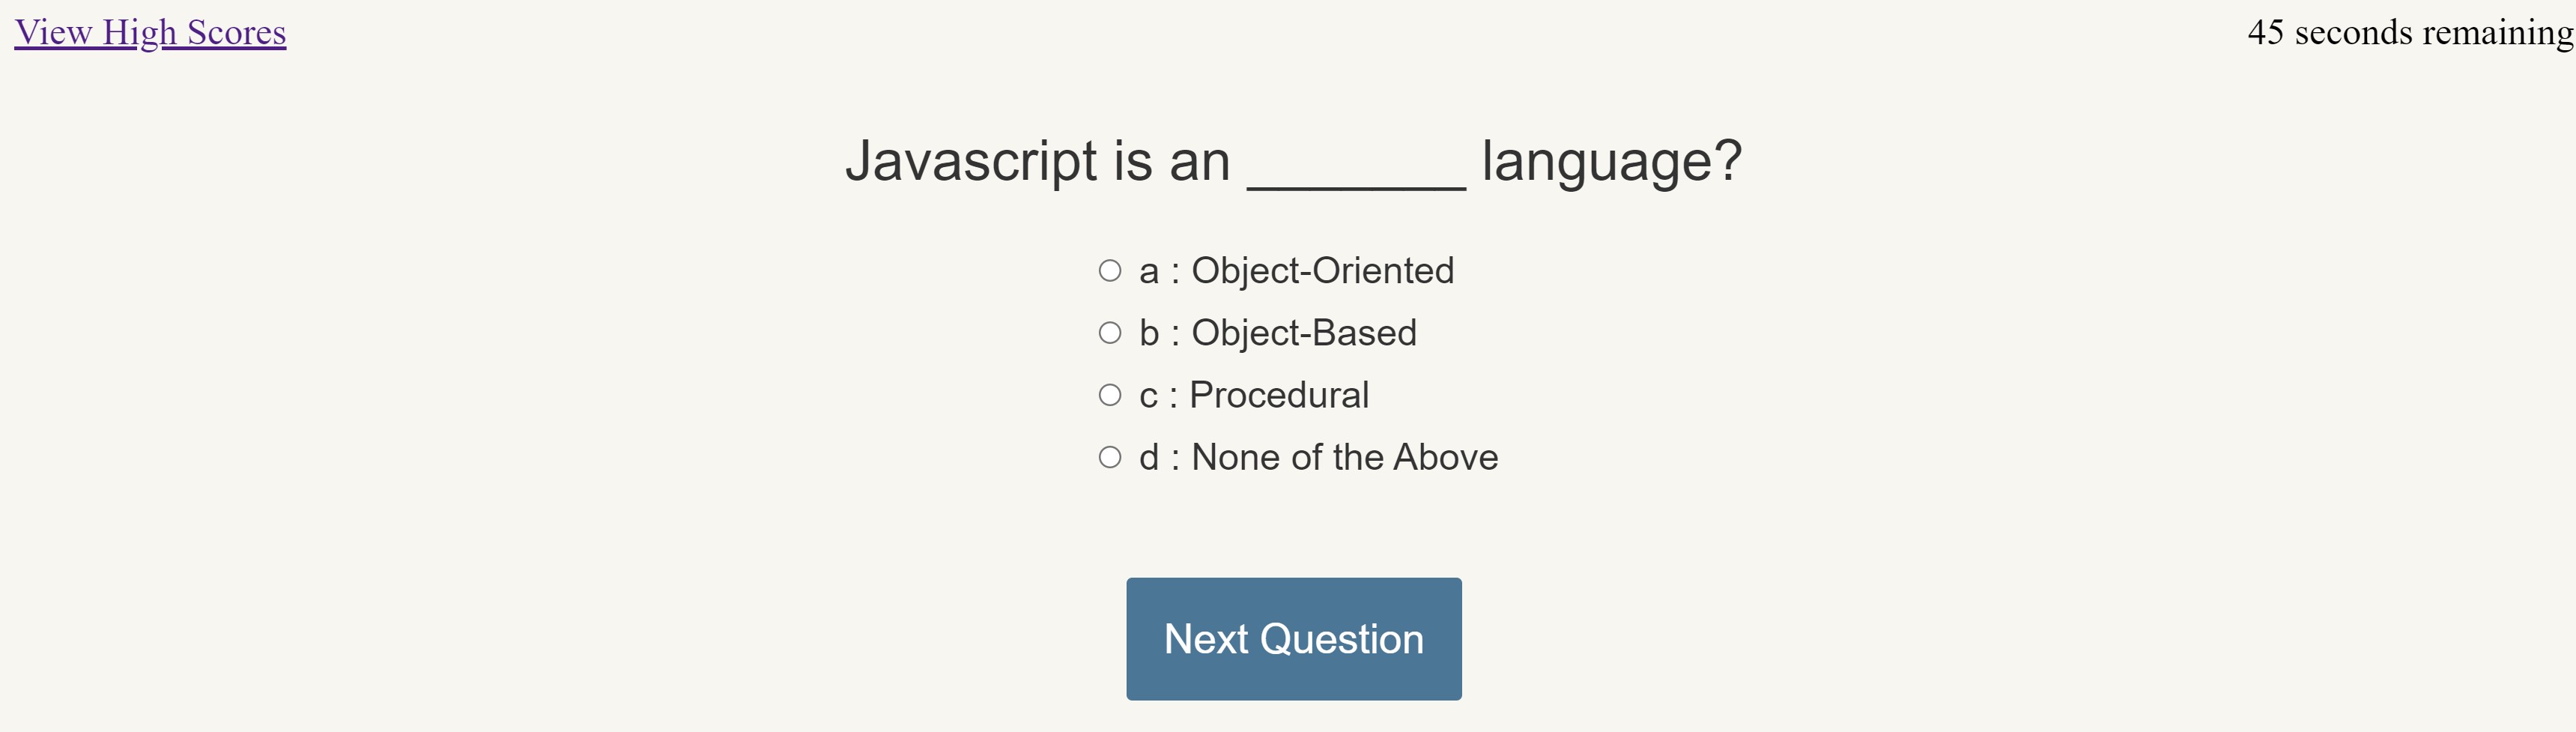 View High Scores
45 seconds remaining
Javascript is an _______ language?
a : Object-Oriented
b : Object-Based
c : Procedural
d : None of the Above
Next Question